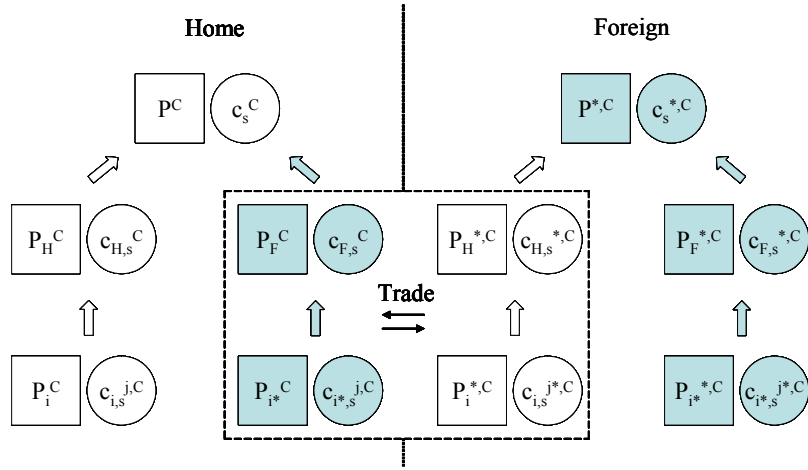 Home Foreign
P^C c_s^C P^{*,C} c_s^{*,C}
P_H^C c_{H,s}^C P_F^C c_{F,s}^C P_H^{*,C} c_{H,s}^{*,C} P_F^{*,C} c_{F,s}^{*,C}
Trade
P_i^C c_{i,s}^{j,C} P_{i*}^C c_{i*,s}^{j,C} P_i^{*,C} c_{i,s}^{j*,C} P_{i*}^{*,C} c_{i*,s}^{j*,C}